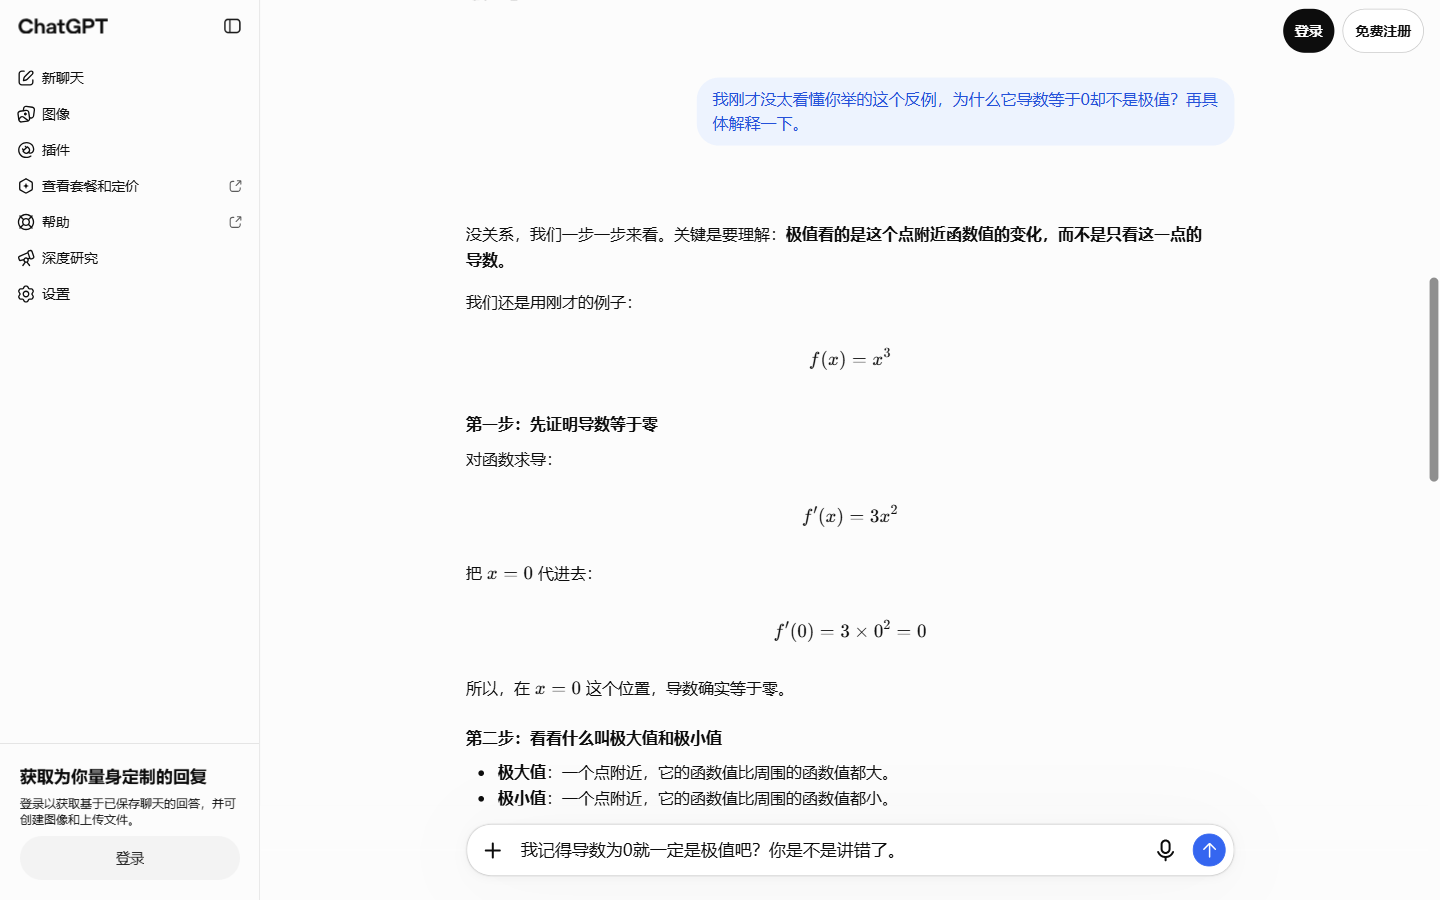 ChatGPT
新聊天
图像
插件
查看套餐和定价
帮助
深度研究
设置
获取为你量身定制的回复
登录以获取基于已保存聊天的回答，并可
创建图像和上传文件。
登录
登录
免费注册
我刚才没太看懂你举的这个反例，为什么它导数等于0却不是极值？再具
体解释一下。
没关系，我们一步一步来看。关键是要理解：极值看的是这个点附近函数值的变化，而不是只看这一点的
导数。
我们还是用刚才的例子：
f(x) = x³
第一步：先证明导数等于零
对函数求导：
f′(x) = 3x²
把 x = 0 代进去：
f′(0) = 3 × 0² = 0
所以，在 x = 0 这个位置，导数确实等于零。
第二步：看看什么叫极大值和极小值
• 极大值：一个点附近，它的函数值比周围的函数值都大。
• 极小值：一个点附近，它的函数值比周围的函数值都小。
我记得导数为0就一定是极值吧？你是不是讲错了。